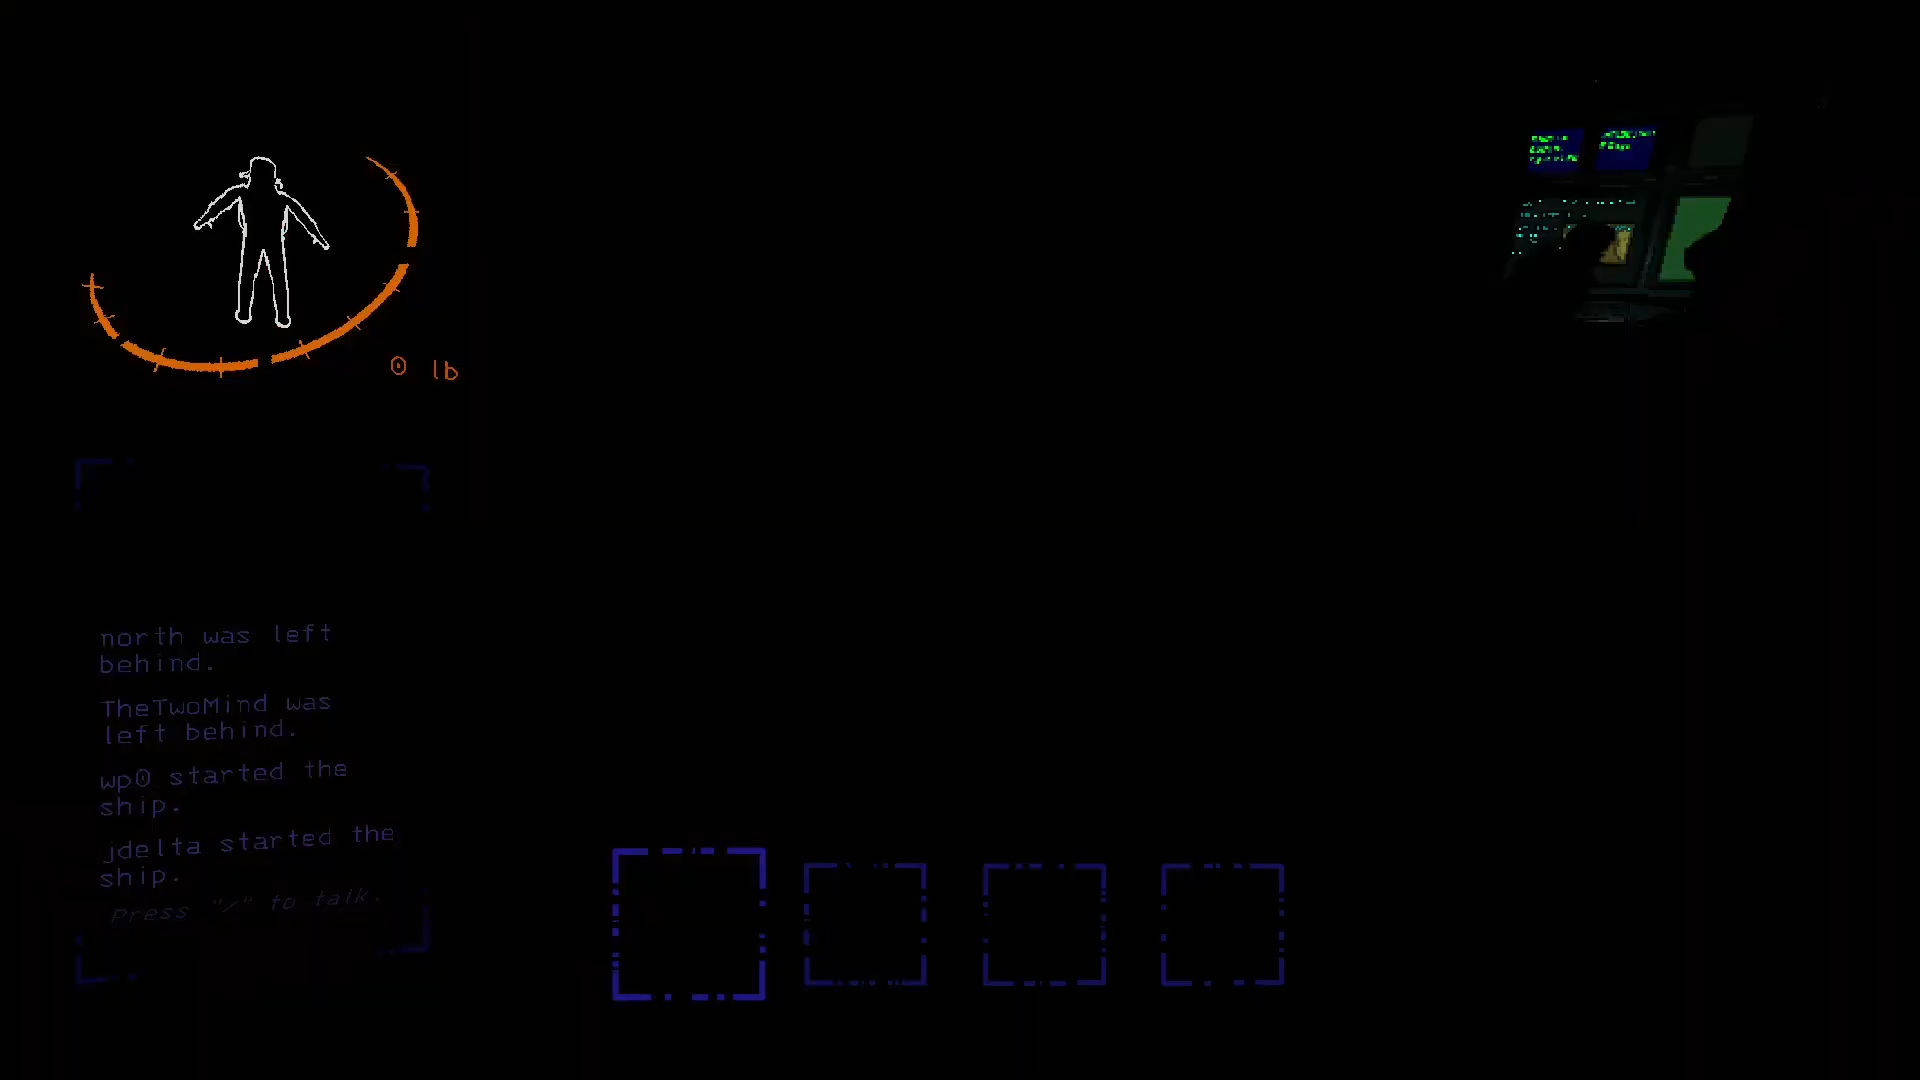 0 lb
north was left
behind.
TheTwoMind was
left behind.
wp0 started the
ship.
jdelta started the
ship.
Press "/" to talk.